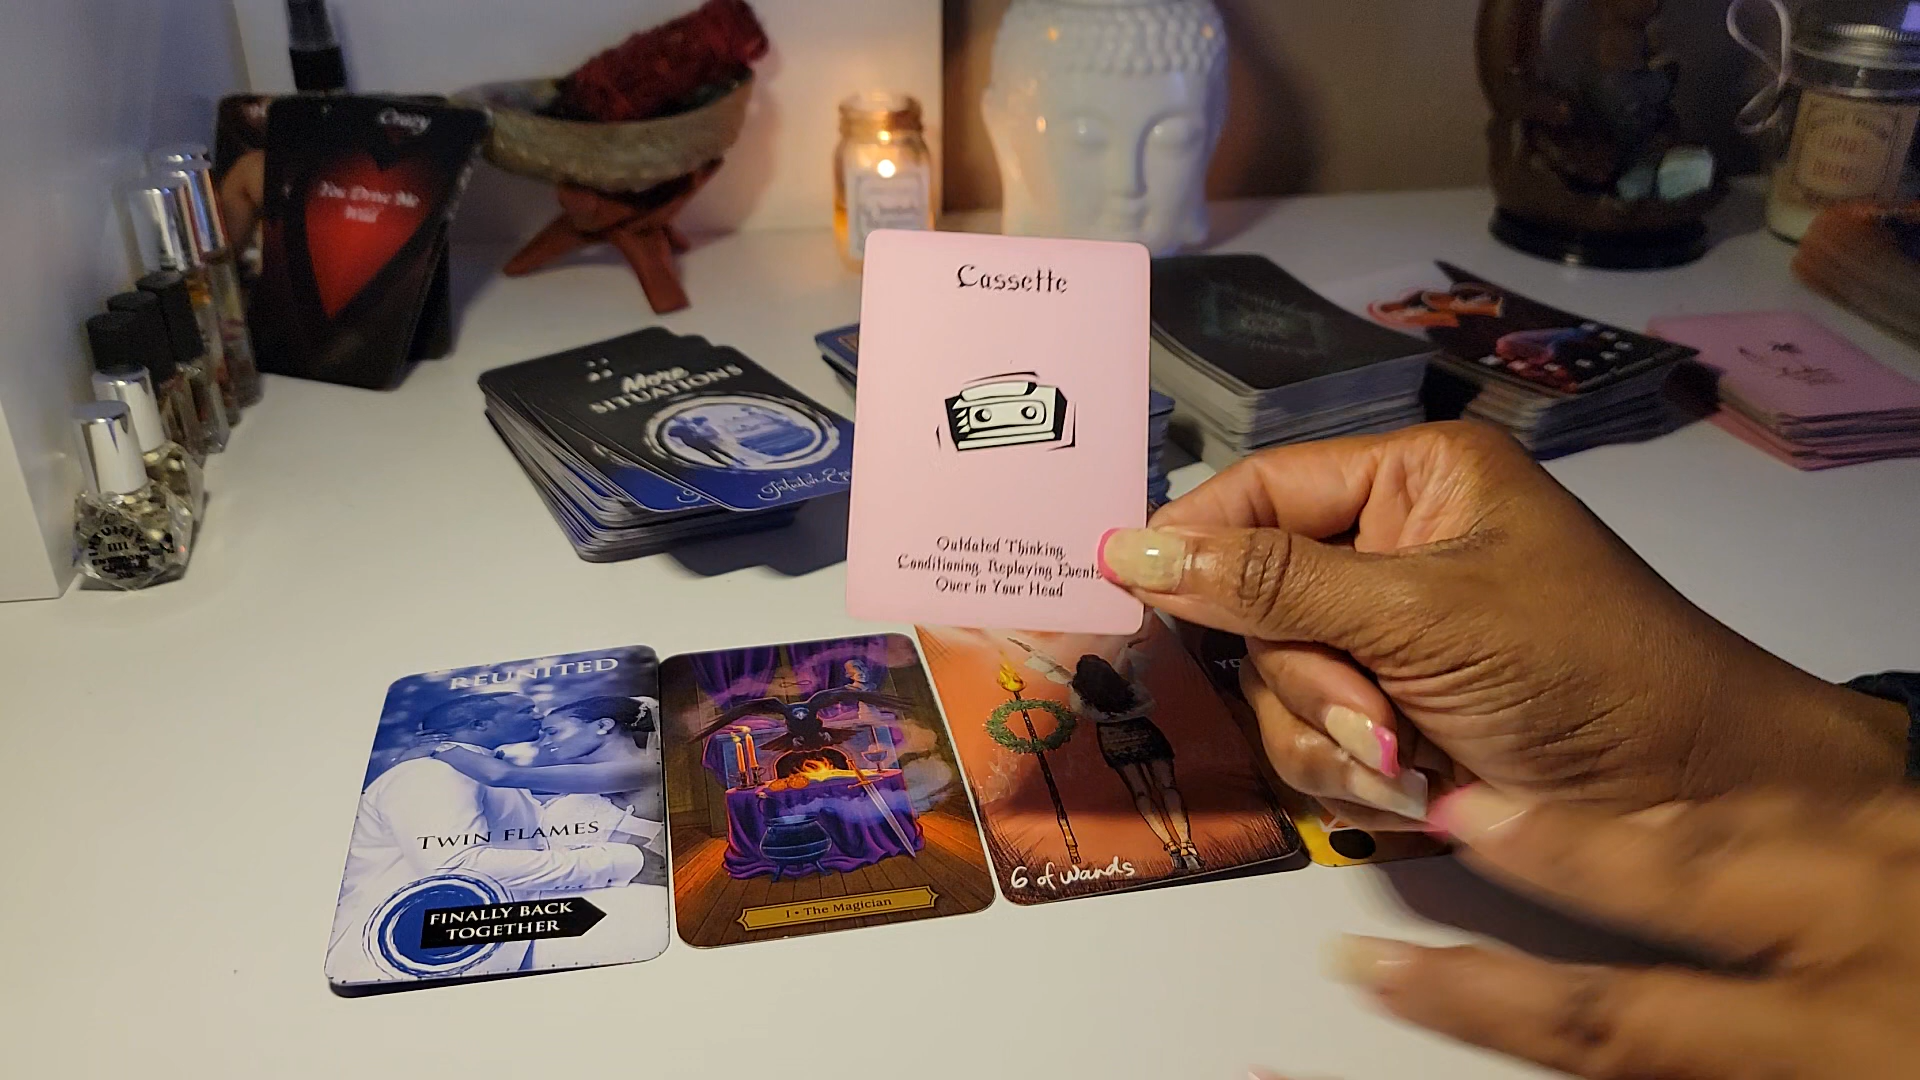 Crazy
You Drive Me
Wild
More
SITUATIONS
Cassette
Outdated Thinking,
Conditioning, Replaying Events
Over in Your Head
REUNITED
TWIN FLAMES
FINALLY BACK
TOGETHER
I • The Magician
6 of Wands